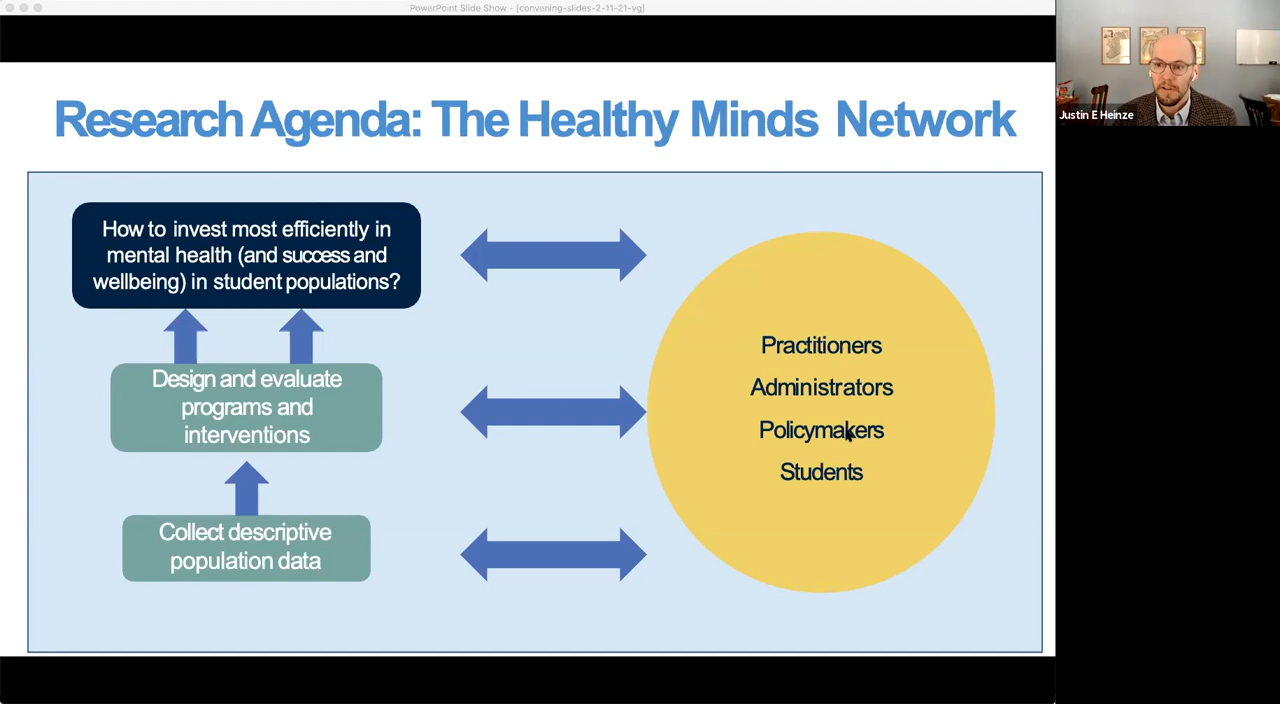 PowerPoint Slide Show - [convening-slides-2-11-21-vg]
Justin E Heinze
Research Agenda: The Healthy Minds Network
How to invest most efficiently in
mental health (and success and
wellbeing) in student populations?
Design and evaluate
programs and
interventions
Collect descriptive
population data
Practitioners
Administrators
Policymakers
Students